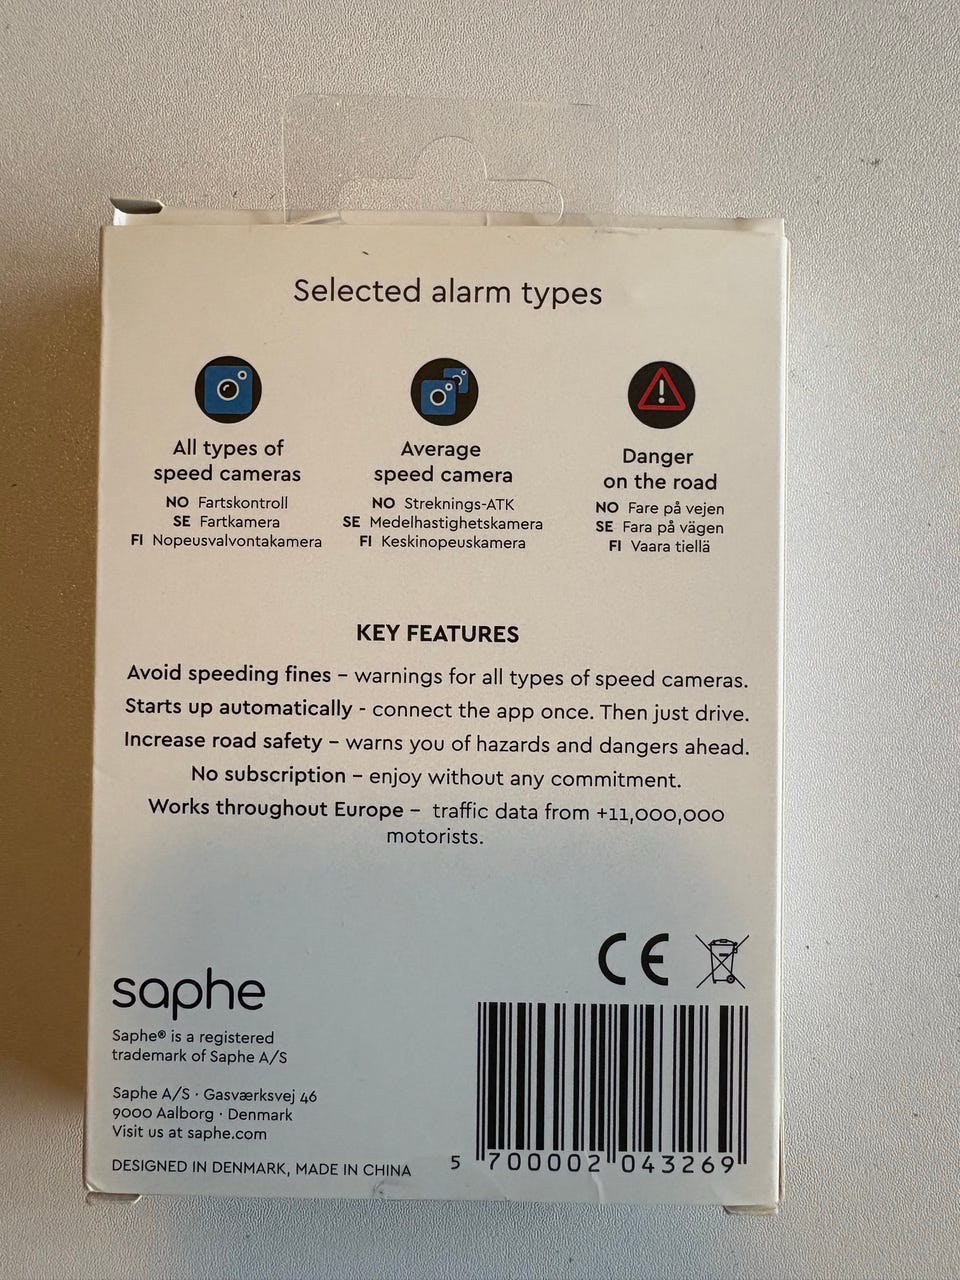 Selected alarm types
All types of
speed cameras
NO Fartskontroll
SE Fartkamera
FI Nopeusvalvontakamera
Average
speed camera
NO Streknings-ATK
SE Medelhastighetskamera
FI Keskinopeuskamera
Danger
on the road
NO Fare på vejen
SE Fara på vägen
FI Vaara tiellä
KEY FEATURES
Avoid speeding fines – warnings for all types of speed cameras.
Starts up automatically - connect the app once. Then just drive.
Increase road safety – warns you of hazards and dangers ahead.
No subscription – enjoy without any commitment.
Works throughout Europe – traffic data from +11,000,000
motorists.
CE
saphe
Saphe® is a registered
trademark of Saphe A/S
Saphe A/S · Gasværksvej 46
9000 Aalborg · Denmark
Visit us at saphe.com
DESIGNED IN DENMARK, MADE IN CHINA
5 700002 043269